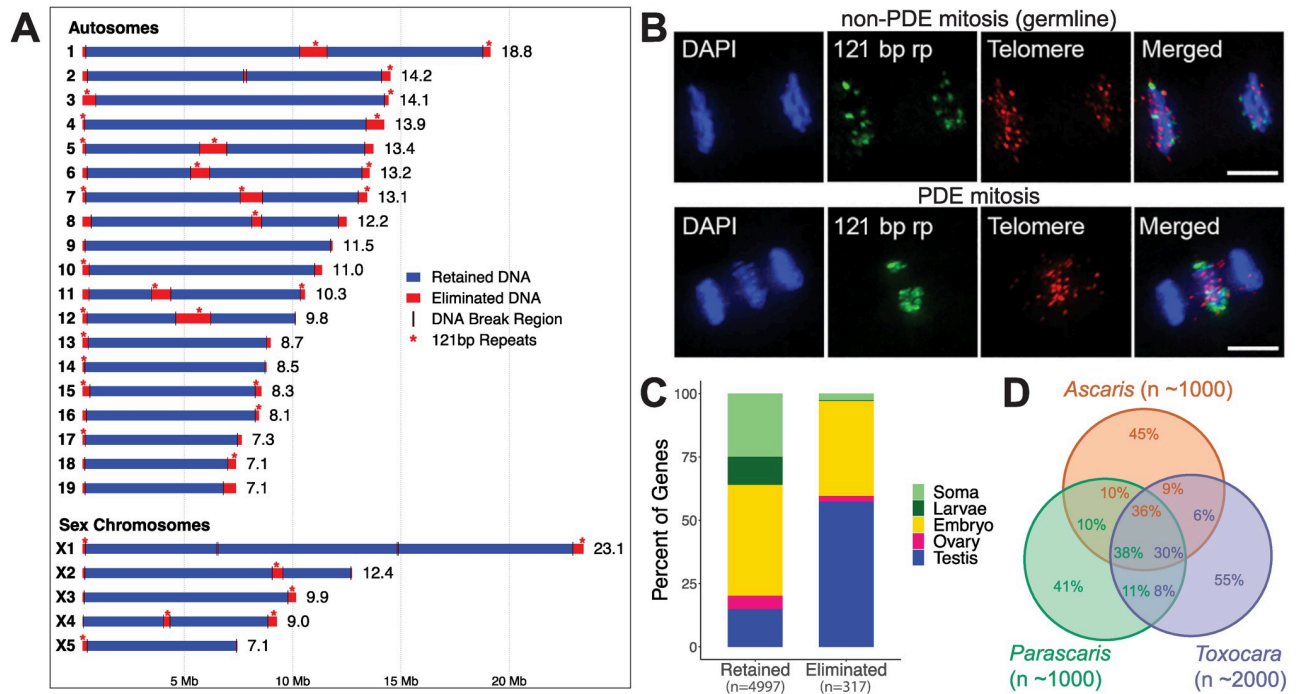 A
Autosomes
1 * * 18.8
2 * 14.2
3 * * 14.1
4 * * 13.9
5 * * 13.4
6 * * 13.2
7 * * * 13.1
8 * 12.2
9 11.5
10 * 11.0
11 * * 10.3
12 * * 9.8
13 * 8.7
14 * 8.5
15 * * 8.3
16 * 8.1
17 * 7.3
18 * 7.1
19 7.1
Retained DNA
Eliminated DNA
DNA Break Region
* 121bp Repeats
Sex Chromosomes
X1 * * 23.1
X2 * 12.4
X3 * 9.9
X4 * * 9.0
X5 * 7.1
5 Mb 10 Mb 15 Mb 20 Mb
B
non-PDE mitosis (germline)
DAPI 121 bp rp Telomere Merged
PDE mitosis
DAPI 121 bp rp Telomere Merged
C
Percent of Genes
100
75
50
25
0
Soma
Larvae
Embryo
Ovary
Testis
Retained Eliminated
(n=4997) (n=317)
D
Ascaris (n ~1000)
45%
10% 9%
36%
10% 6%
38% 30%
41% 11% 8% 55%
Parascaris Toxocara
(n ~1000) (n ~2000)